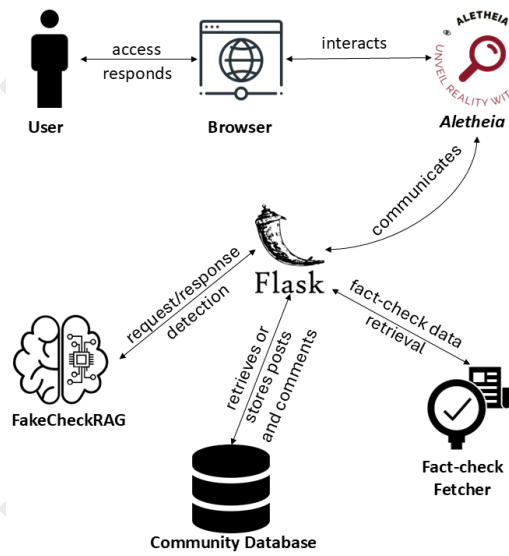 access
responds
interacts
ALETHEIA
UNVEIL REALITY WIT
User
Browser
Aletheia
communicates
Flask
request/response
detection
fact-check data
retrieval
retrieves or
stores posts
and comments
FakeCheckRAG
Fact-check
Fetcher
Community Database